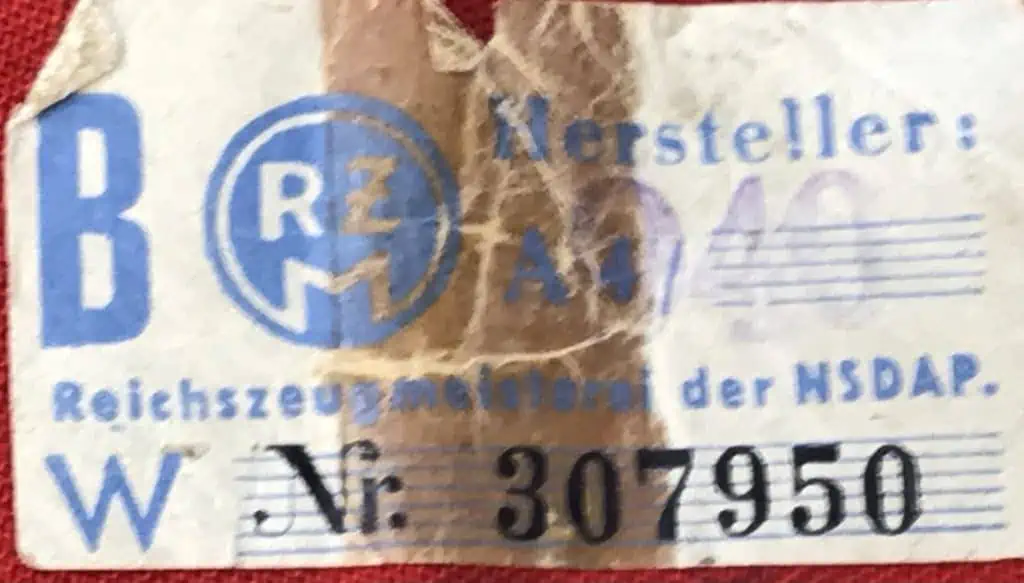 B RZM Hersteller:
A4/
Reichszeugmeisterei der NSDAP.
W Nr. 307950